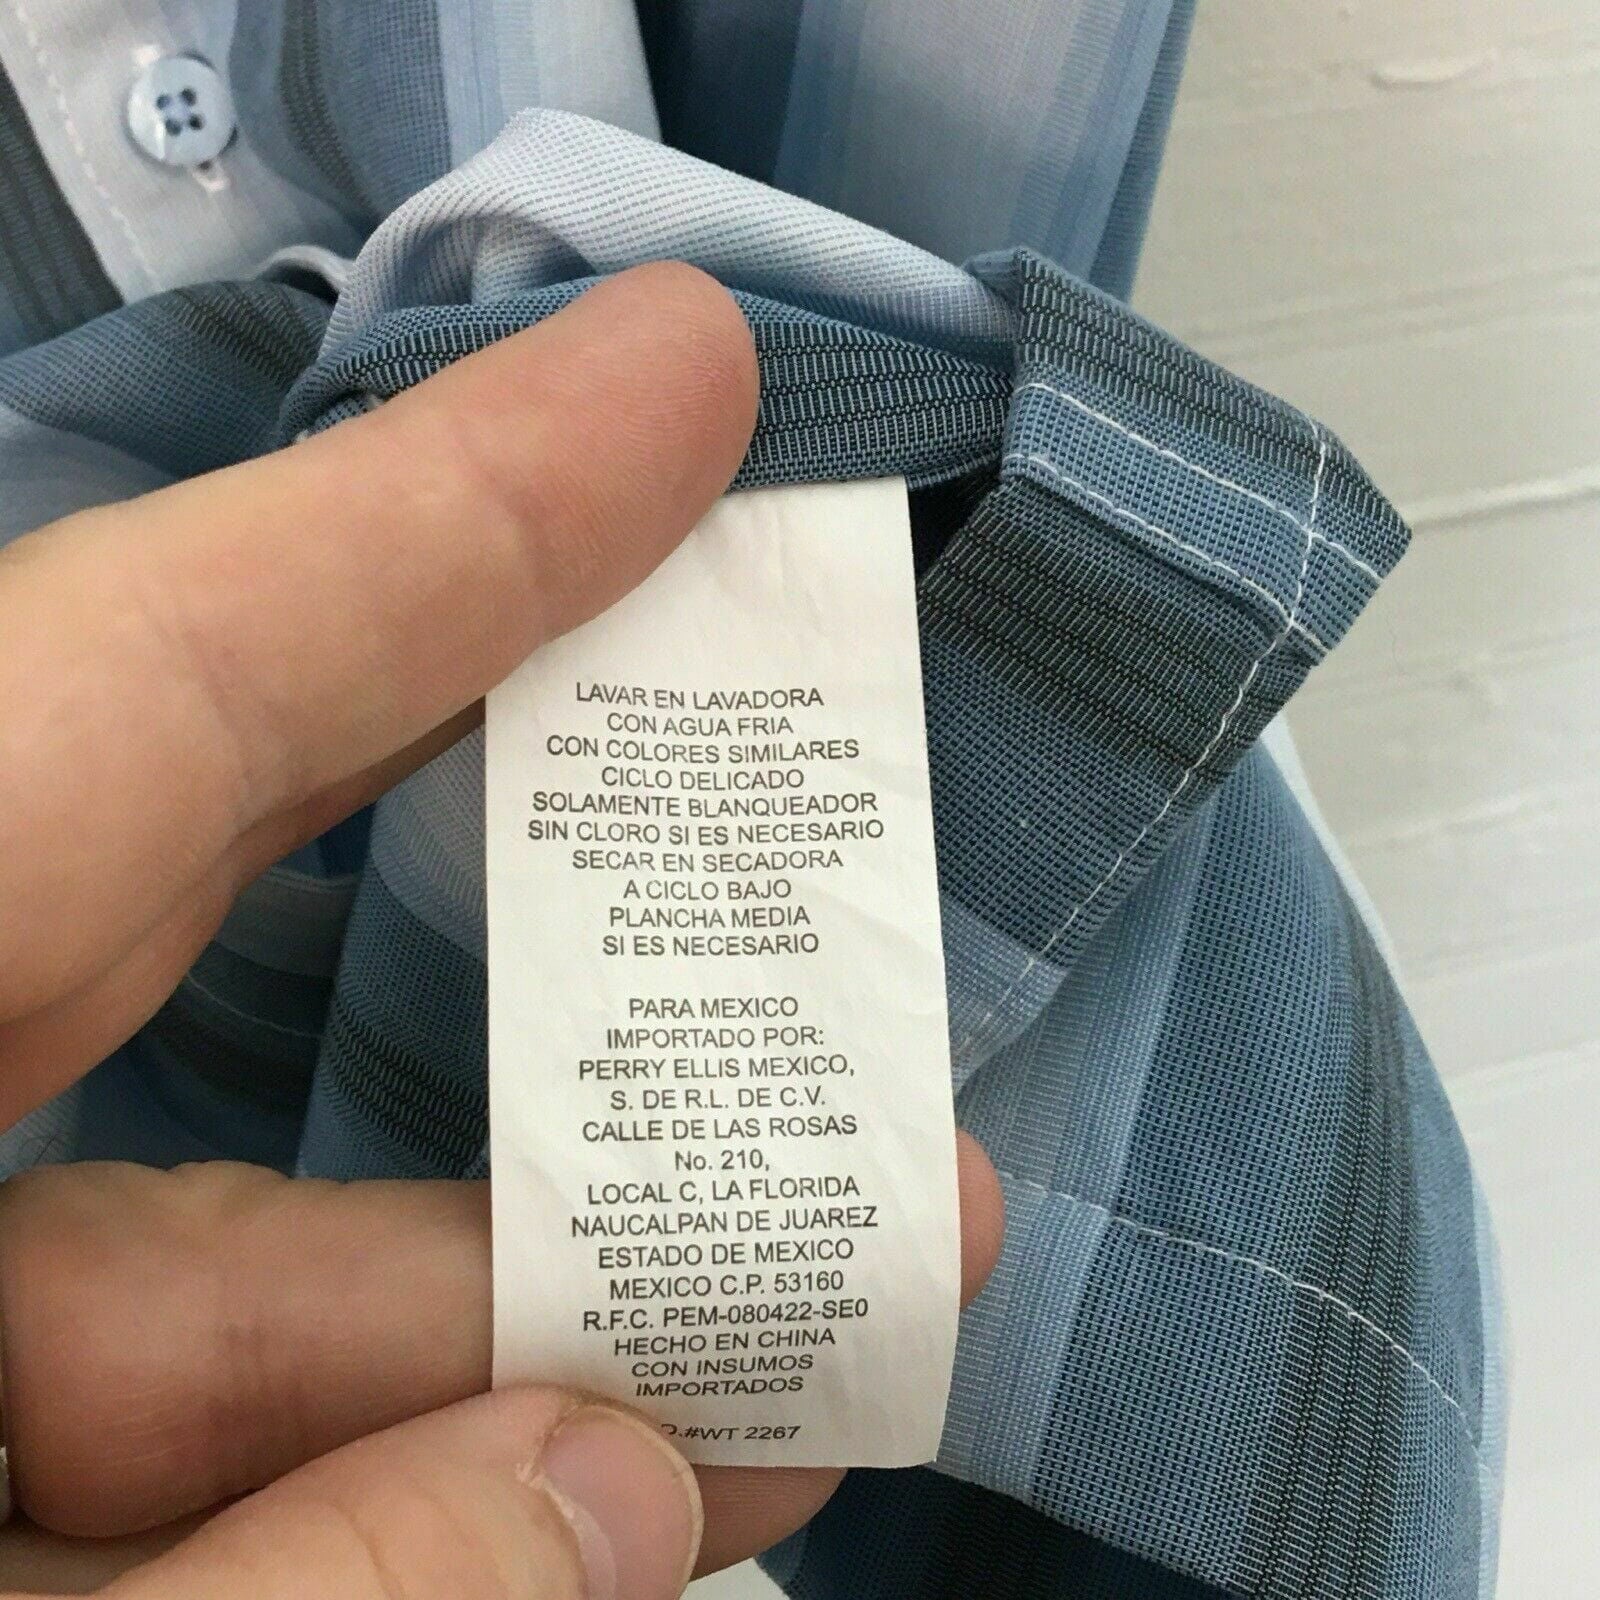 LAVAR EN LAVADORA
CON AGUA FRIA
CON COLORES SIMILARES
CICLO DELICADO
SOLAMENTE BLANQUEADOR
SIN CLORO SI ES NECESARIO
SECAR EN SECADORA
A CICLO BAJO
PLANCHA MEDIA
SI ES NECESARIO
PARA MEXICO
IMPORTADO POR:
PERRY ELLIS MEXICO,
S. DE R.L. DE C.V.
CALLE DE LAS ROSAS
No. 210,
LOCAL C, LA FLORIDA
NAUCALPAN DE JUAREZ
ESTADO DE MEXICO
MEXICO C.P. 53160
R.F.C. PEM-080422-SE0
HECHO EN CHINA
CON INSUMOS
IMPORTADOS
#WT 2267